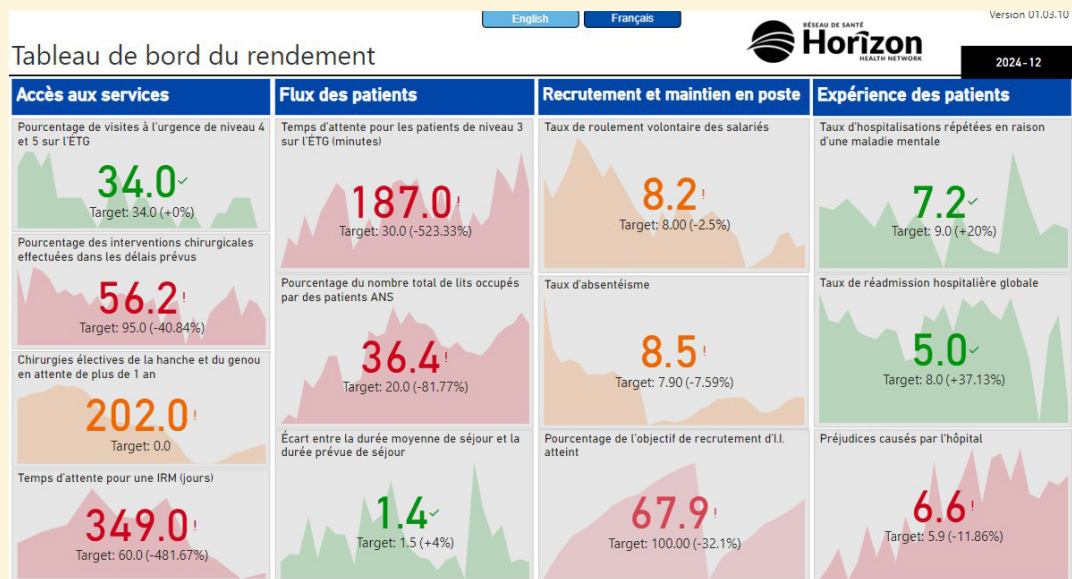 English
Français
Version 01.03.10
Tableau de bord du rendement
RÉSEAU DE SANTÉ
Horizon
HEALTH NETWORK
2024-12
Accès aux services
Pourcentage de visites à l'urgence de niveau 4
et 5 sur l'ÉTG
34.0
Target: 34.0 (+0%)
Pourcentage des interventions chirurgicales
effectuées dans les délais prévus
56.2!
Target: 95.0 (-40.84%)
Chirurgies électives de la hanche et du genou
en attente de plus de 1 an
202.0!
Target: 0.0
Temps d'attente pour une IRM (jours)
349.0!
Target: 60.0 (-481.67%)
Flux des patients
Temps d'attente pour les patients de niveau 3
sur l'ÉTG (minutes)
187.0!
Target: 30.0 (-523.33%)
Pourcentage du nombre total de lits occupés
par des patients ANS
36.4!
Target: 20.0 (-81.77%)
Écart entre la durée moyenne de séjour et la
durée prévue de séjour
1.4
Target: 1.5 (+4%)
Recrutement et maintien en poste
Taux de roulement volontaire des salariés
8.2!
Target: 8.00 (-2.5%)
Taux d'absentéisme
8.5!
Target: 7.90 (-7.59%)
Pourcentage de l'objectif de recrutement d'I.I.
atteint
67.9!
Target: 100.00 (-32.1%)
Expérience des patients
Taux d'hospitalisations répétées en raison
d'une maladie mentale
7.2
Target: 9.0 (+20%)
Taux de réadmission hospitalière globale
5.0
Target: 8.0 (+37.13%)
Préjudices causés par l'hôpital
6.6!
Target: 5.9 (-11.86%)